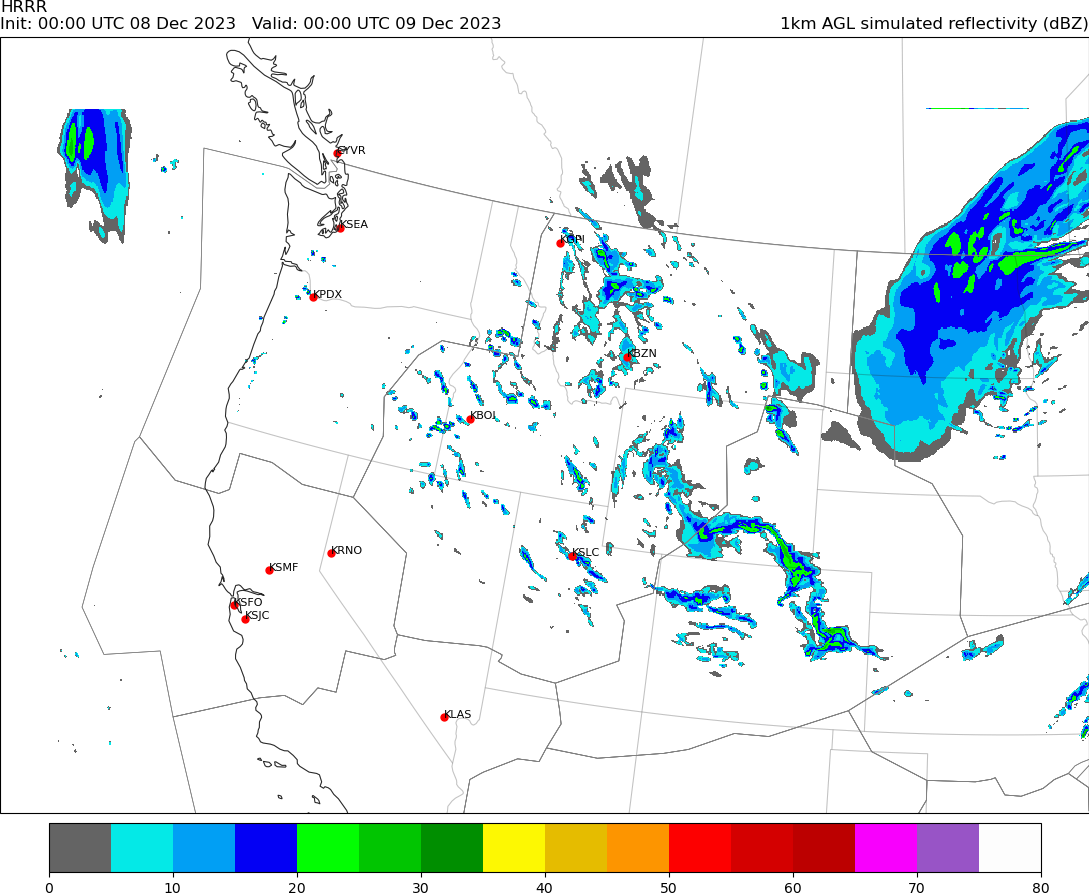 HRRR
Init: 00:00 UTC 08 Dec 2023   Valid: 00:00 UTC 09 Dec 2023
1km AGL simulated reflectivity (dBZ)
CYVR
KSEA
KGPI
KPDX
KBZN
KBOI
KRNO
KSLC
KSMF
KSFO
KSJC
KLAS
0 10 20 30 40 50 60 70 80